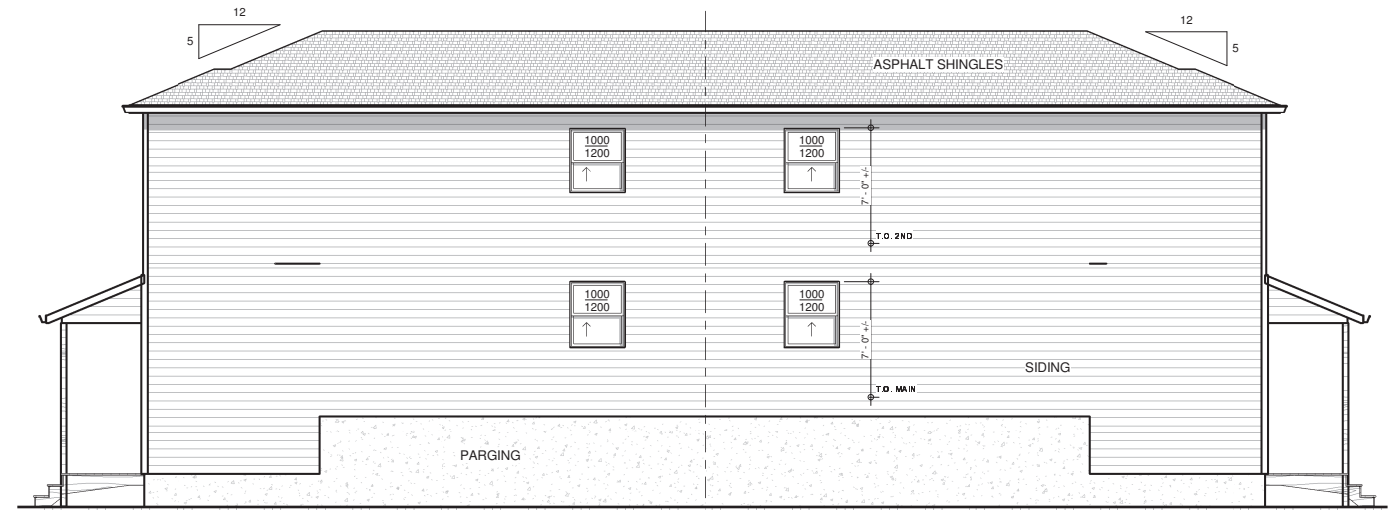 12
5
12
5
ASPHALT SHINGLES
1000
1200
1000
1200
7' - 0" +/-
T.O. 2ND
1000
1200
1000
1200
7' - 0" +/-
SIDING
T.O. MAIN
PARGING